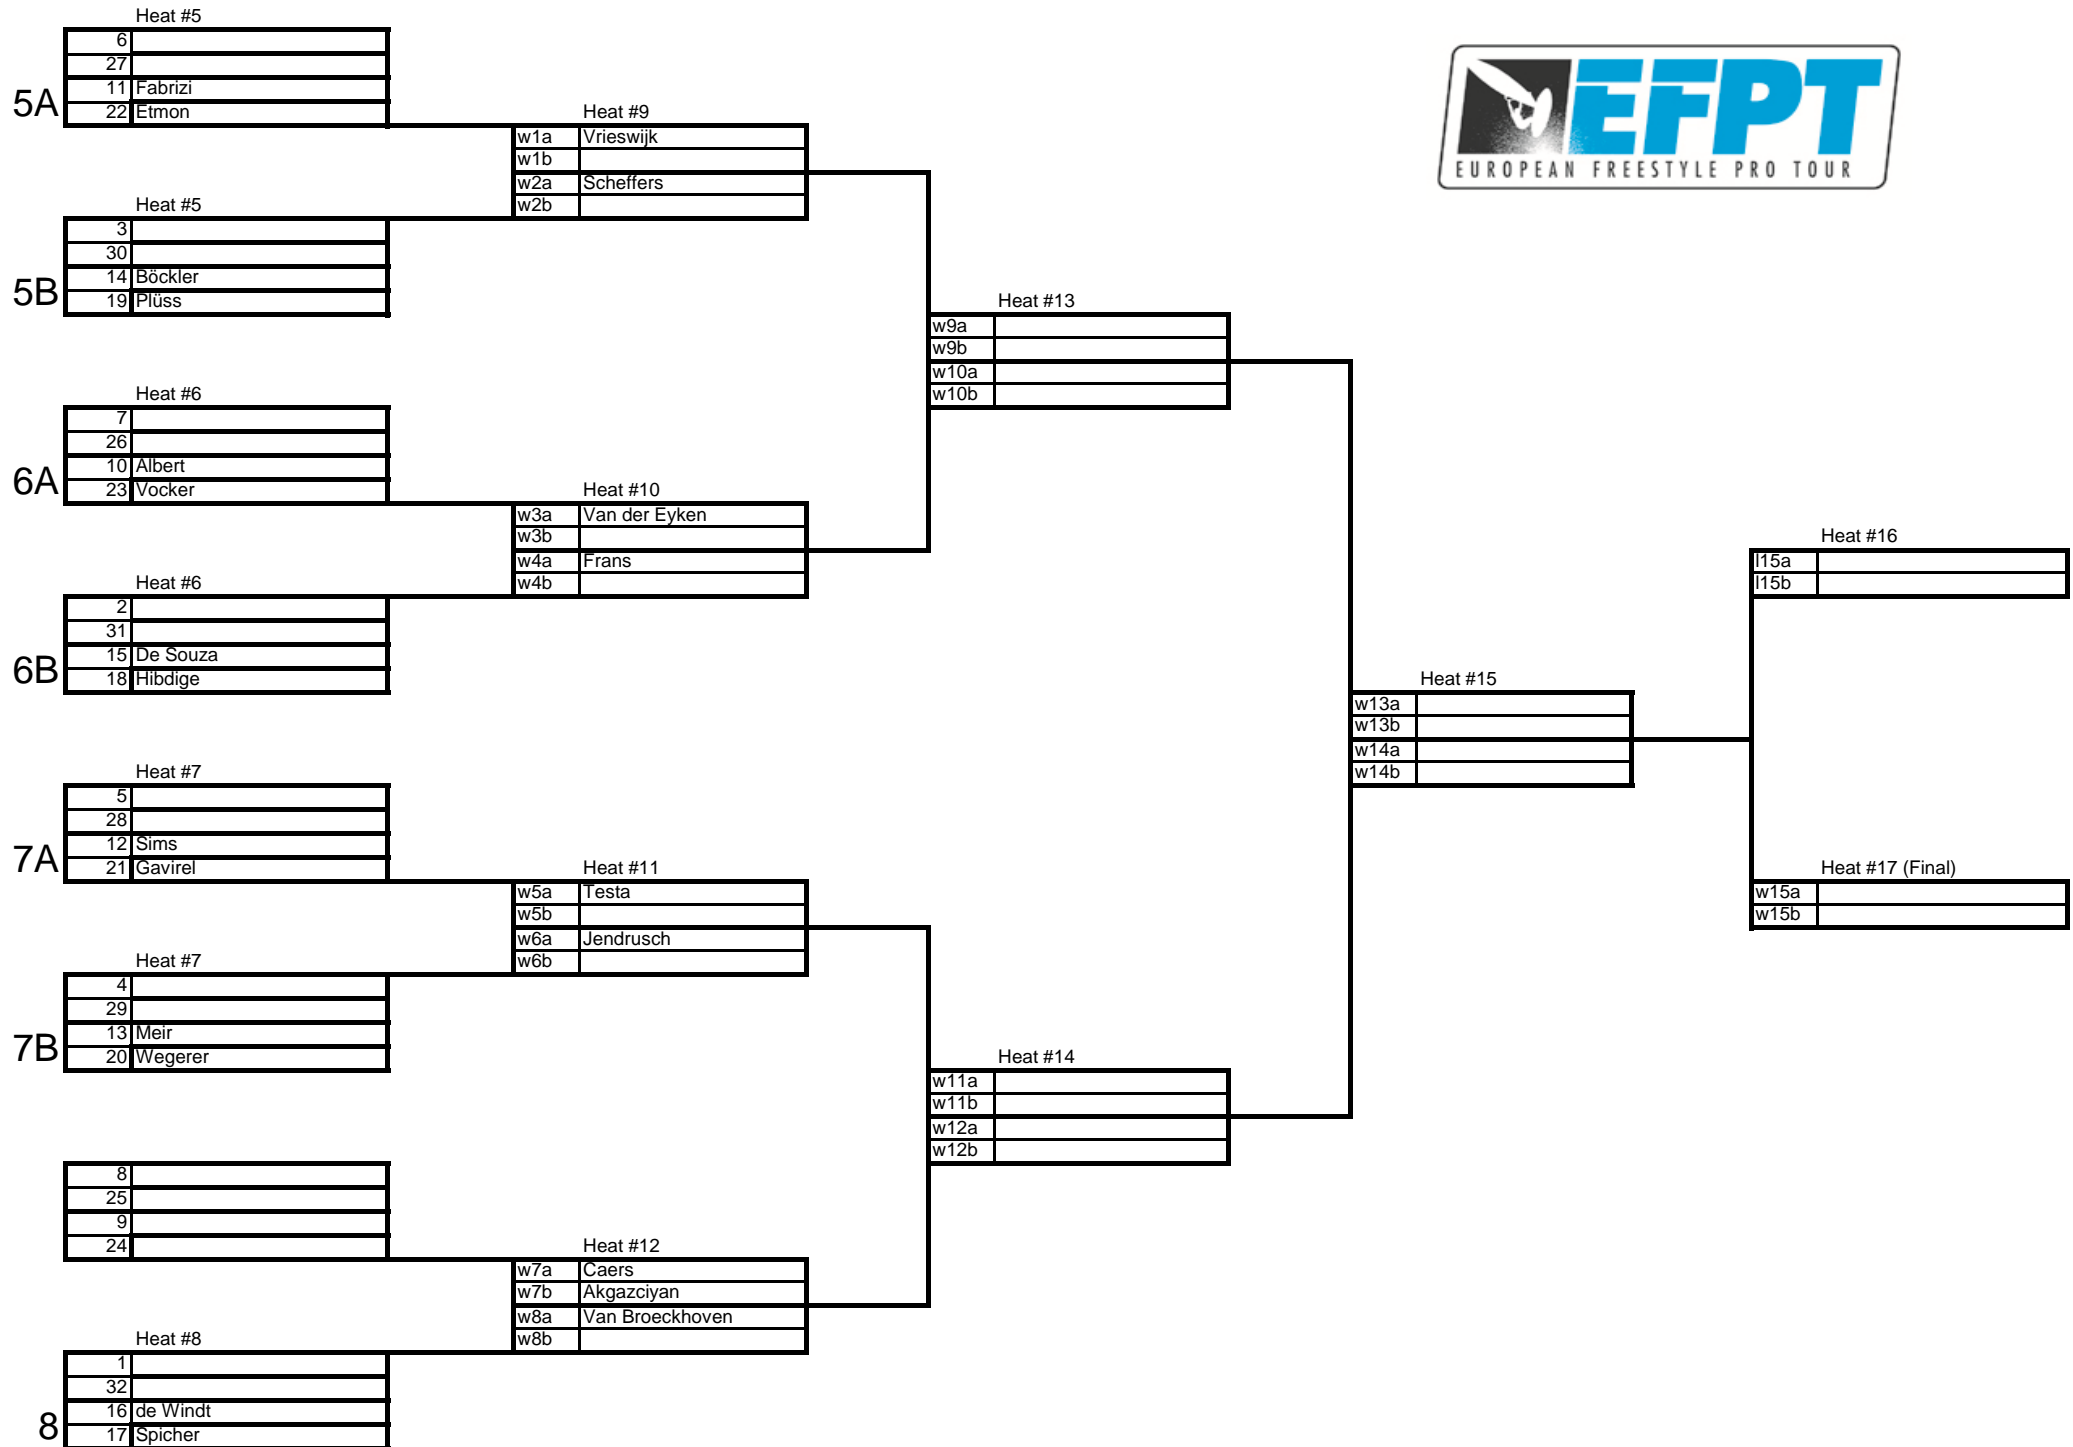 Heat #5
6
27
11 Fabrizi
5A
22 Etmon
Heat #9
w1a Vrieswijk
w1b
w2a Scheffers
w2b
EFPT
EUROPEAN FREESTYLE PRO TOUR
Heat #5
3
30
14 Böckler
5B
19 Plüss
Heat #13
w9a
w9b
w10a
w10b
Heat #6
7
26
10 Albert
6A
23 Vocker
Heat #10
w3a Van der Eyken
w3b
w4a Frans
w4b
Heat #16
l15a
l15b
Heat #6
2
31
15 De Souza
6B
18 Hibdige
Heat #15
w13a
w13b
w14a
w14b
Heat #7
5
28
12 Sims
7A
21 Gavirel
Heat #11
w5a Testa
w5b
w6a Jendrusch
w6b
Heat #17 (Final)
w15a
w15b
Heat #7
4
29
13 Meir
7B
20 Wegerer
Heat #14
w11a
w11b
w12a
w12b
8
25
9
24
Heat #12
w7a Caers
w7b Akgazciyan
w8a Van Broeckhoven
w8b
Heat #8
1
32
16 de Windt
8
17 Spicher